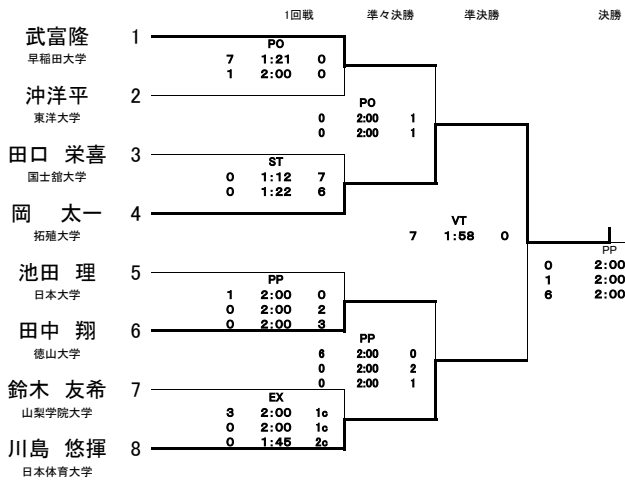 1回戦 準々決勝 準決勝 決勝
武富隆 1
早稲田大学
PO
7 1:21 0
1 2:00 0
沖洋平 2
東洋大学
PO
0 2:00 1
0 2:00 1
田口 栄喜 3
国士舘大学
ST
0 1:12 7
0 1:22 6
岡 太一 4
拓殖大学
VT
7 1:58 0
PP
0 2:00
1 2:00
6 2:00
池田 理 5
日本大学
PP
1 2:00 0
0 2:00 2
0 2:00 3
田中 翔 6
徳山大学
PP
6 2:00 0
0 2:00 2
0 2:00 1
鈴木 友希 7
山梨学院大学
EX
3 2:00 1c
0 2:00 1c
0 1:45 2c
川島 悠揮 8
日本体育大学